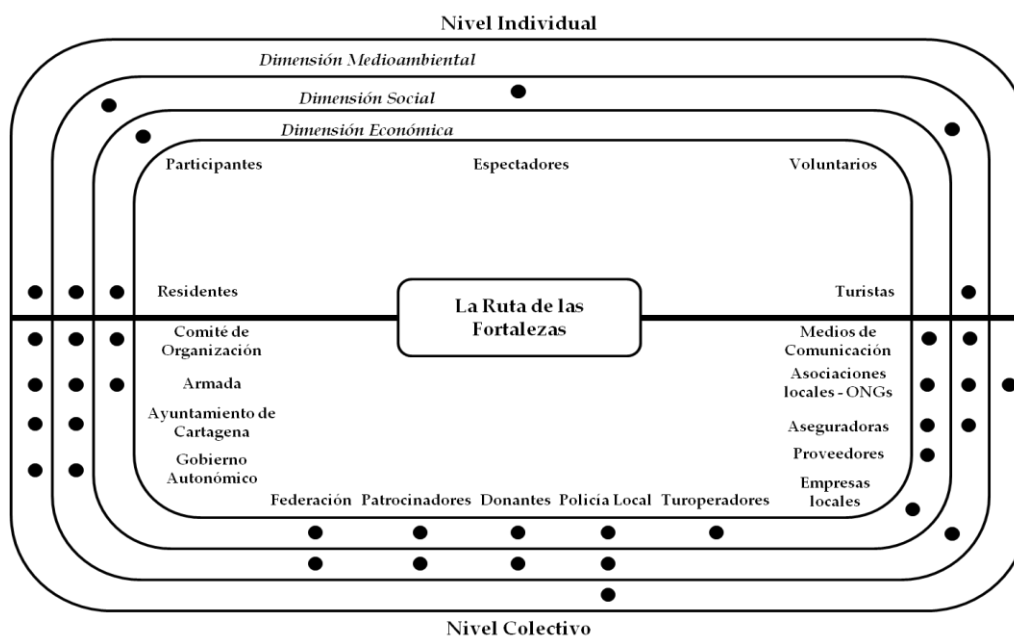 Nivel Individual
Dimensión Medioambiental
Dimensión Social
Dimensión Económica
Participantes
Espectadores
Voluntarios
Residentes
La Ruta de las
Fortalezas
Turistas
Comité de
Organización
Medios de
Comunicación
Armada
Asociaciones
locales - ONGs
Ayuntamiento de
Cartagena
Aseguradoras
Gobierno
Autonómico
Proveedores
Empresas
locales
Federación
Patrocinadores
Donantes
Policía Local
Turoperadores
Nivel Colectivo